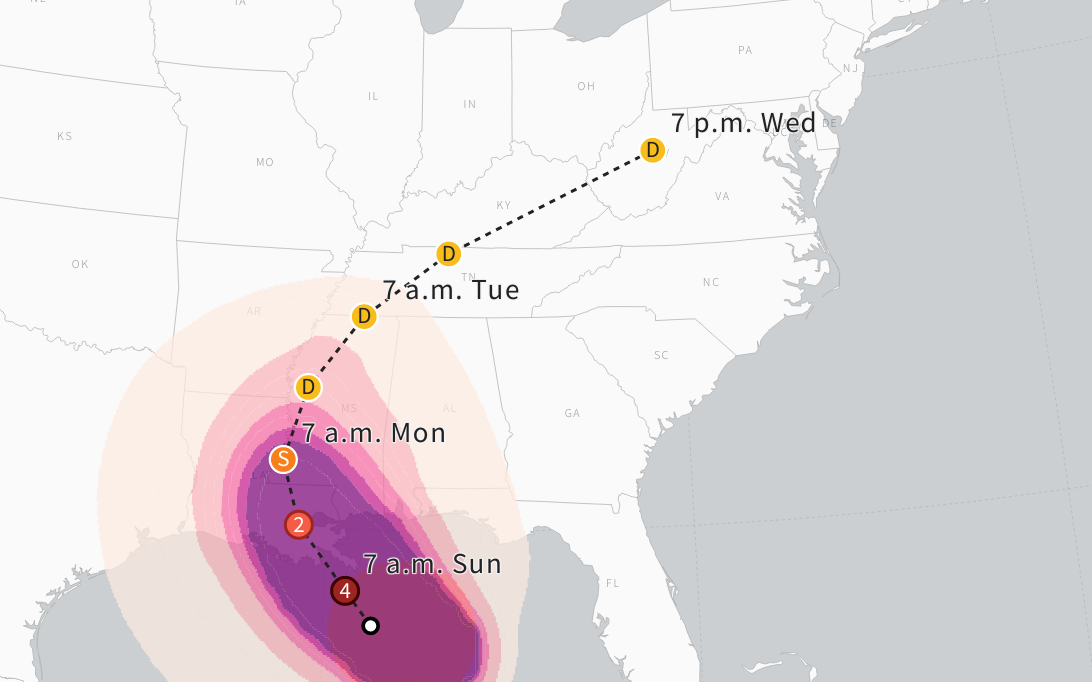 NE
IA
CT
PA
OH
NJ
IL
IN
7 p.m. Wed
DE
KS
D
MO
VA
KY
D
OK
TN
NC
7 a.m. Tue
AR
D
SC
D
MS
AL
GA
7 a.m. Mon
S
LA
2
7 a.m. Sun
4
FL